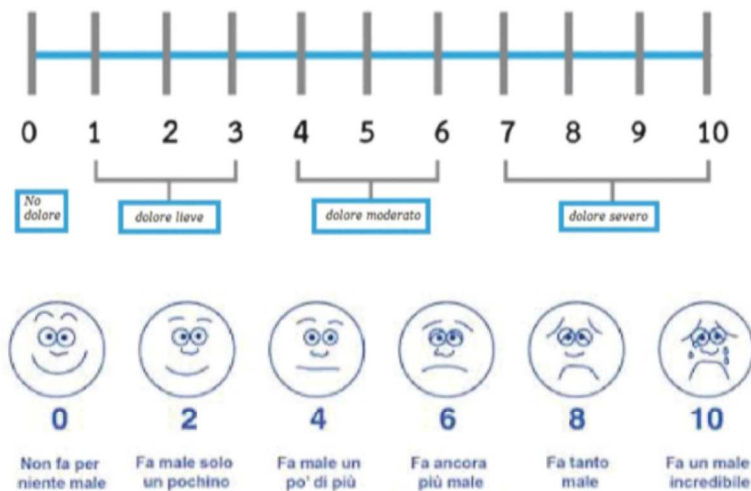 0 1 2 3 4 5 6 7 8 9 10
No
dolore
dolore lieve
dolore moderato
dolore severo
0 2 4 6 8 10
Non fa per
niente male
Fa male solo
un pochino
Fa male un
po' di più
Fa ancora
più male
Fa tanto
male
Fa un male
incredibile